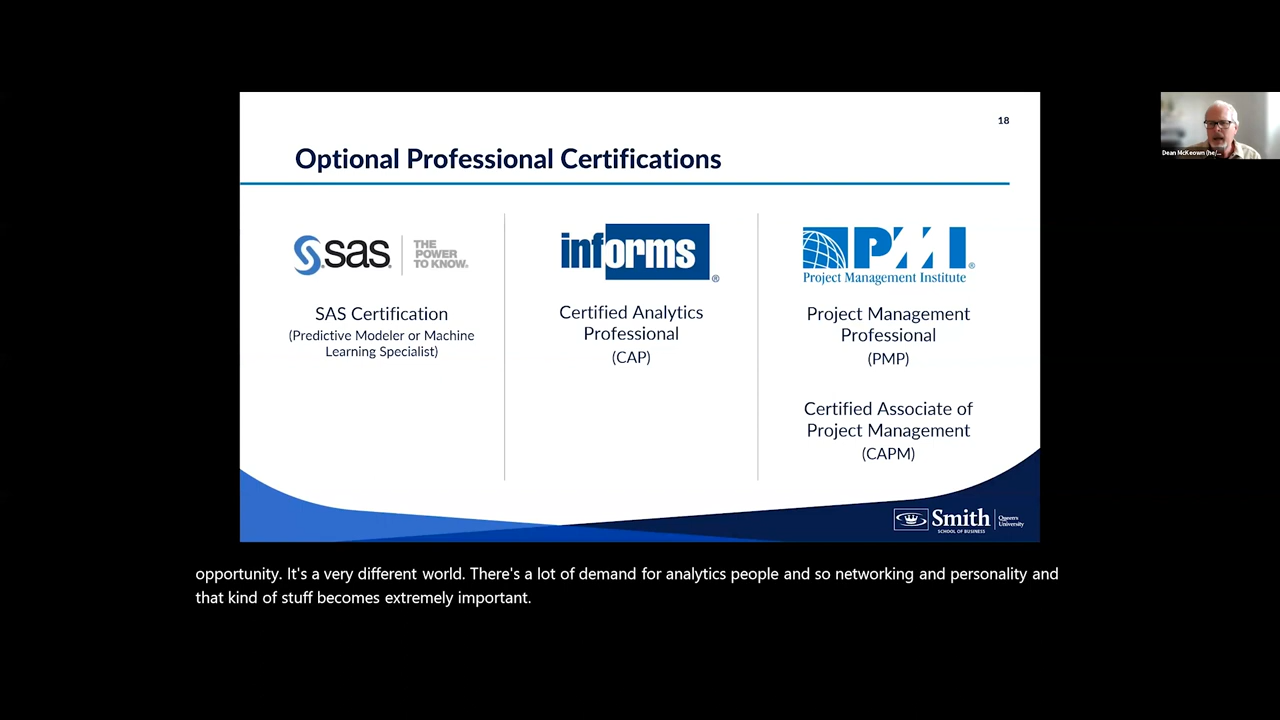 18
Optional Professional Certifications
sas
THE
POWER
TO KNOW.
SAS Certification
(Predictive Modeler or Machine
Learning Specialist)
informs
Certified Analytics
Professional
(CAP)
PMI
Project Management Institute
Project Management
Professional
(PMP)
Certified Associate of
Project Management
(CAPM)
Smith
SCHOOL OF BUSINESS
Queen's
University
Dean McKeown (he/...
opportunity. It's a very different world. There's a lot of demand for analytics people and so networking and personality and
that kind of stuff becomes extremely important.